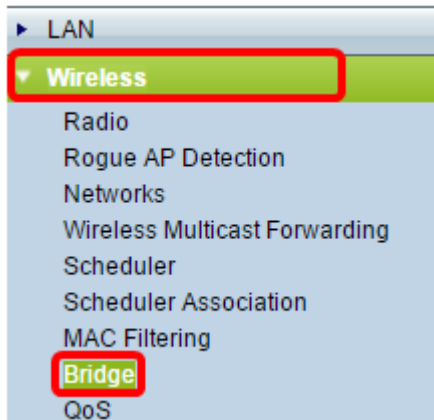 LAN
Wireless
Radio
Rogue AP Detection
Networks
Wireless Multicast Forwarding
Scheduler
Scheduler Association
MAC Filtering
Bridge
QoS